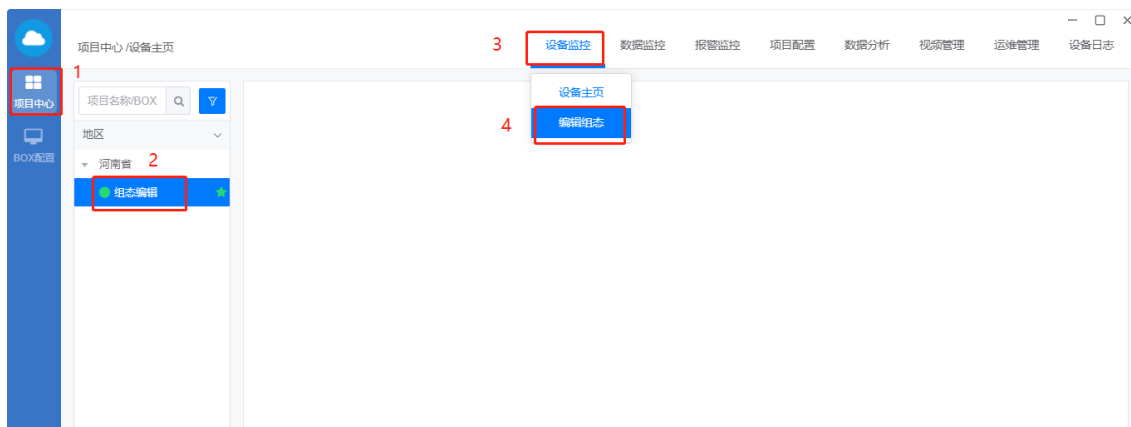 项目中心 /设备主页
3
设备监控
数据监控
报警监控
项目配置
数据分析
视频管理
运维管理
设备日志
1
项目中心
项目名称/BOX
设备主页
4
编辑组态
地区
BOX配置
河南省
2
组态编辑